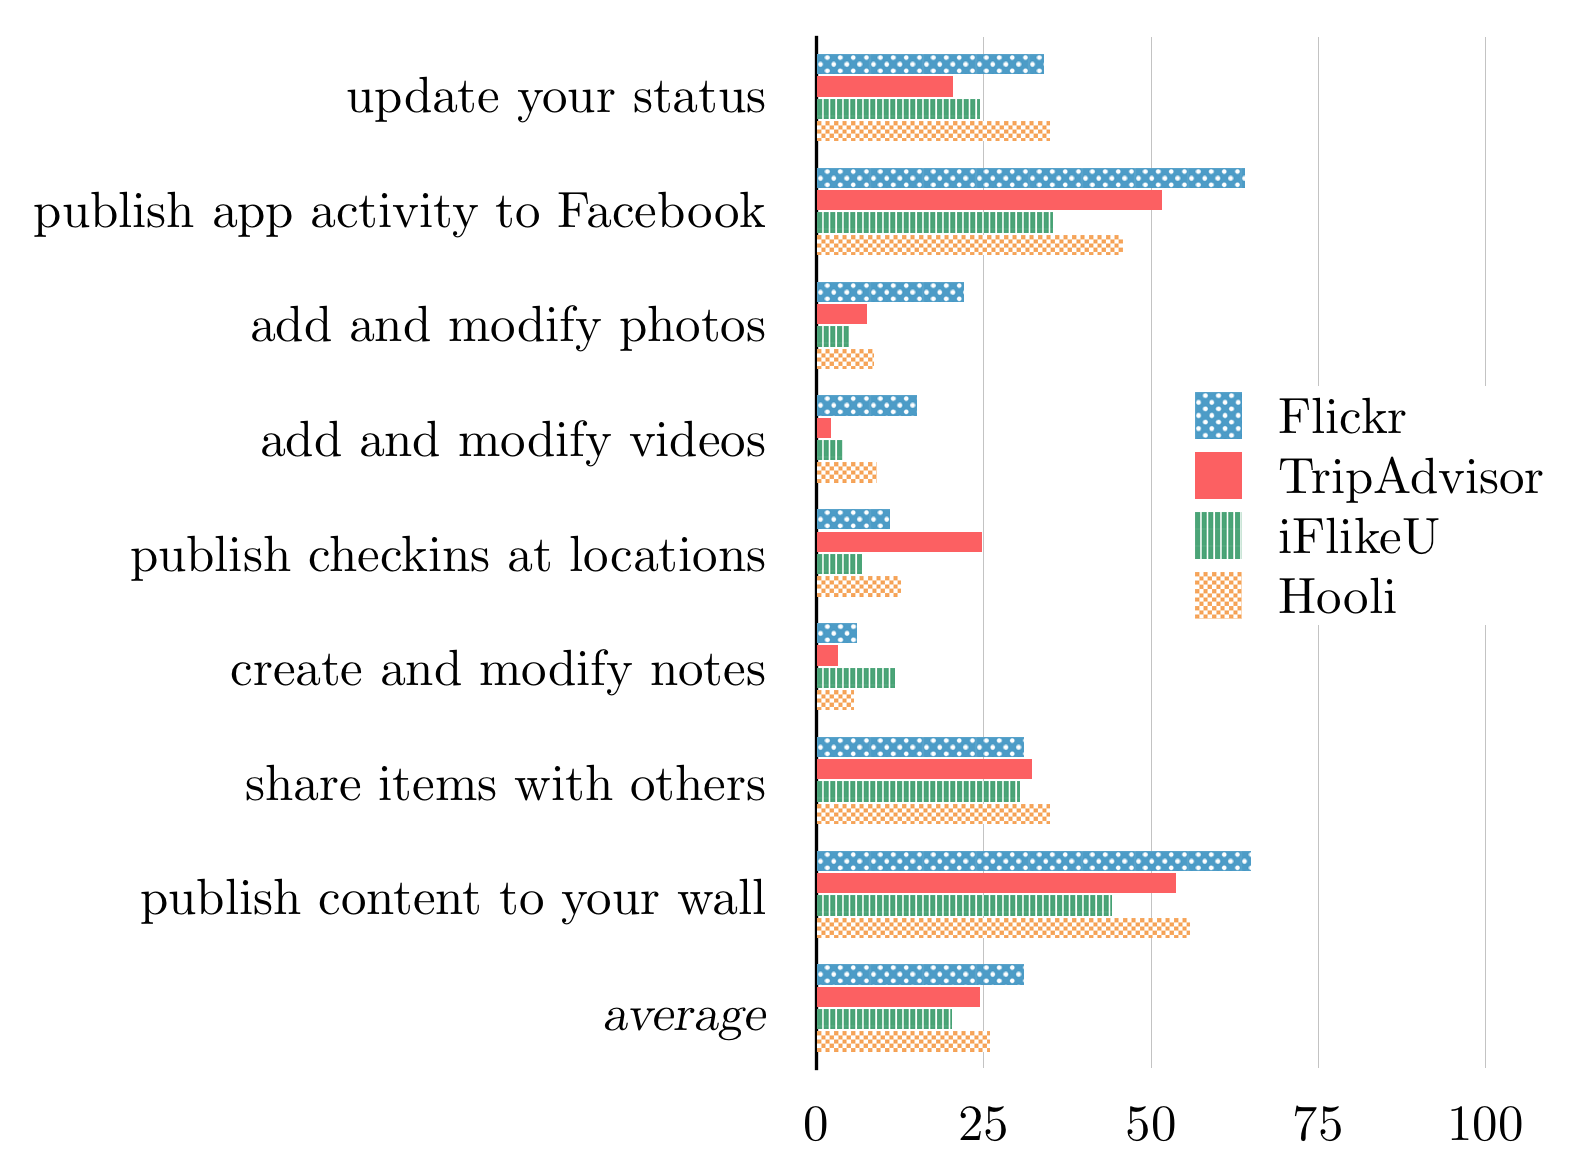 update your status
publish app activity to Facebook
add and modify photos
add and modify videos
publish checkins at locations
create and modify notes
share items with others
publish content to your wall
average
Flickr
TripAdvisor
iFlikeU
Hooli
0 25 50 75 100